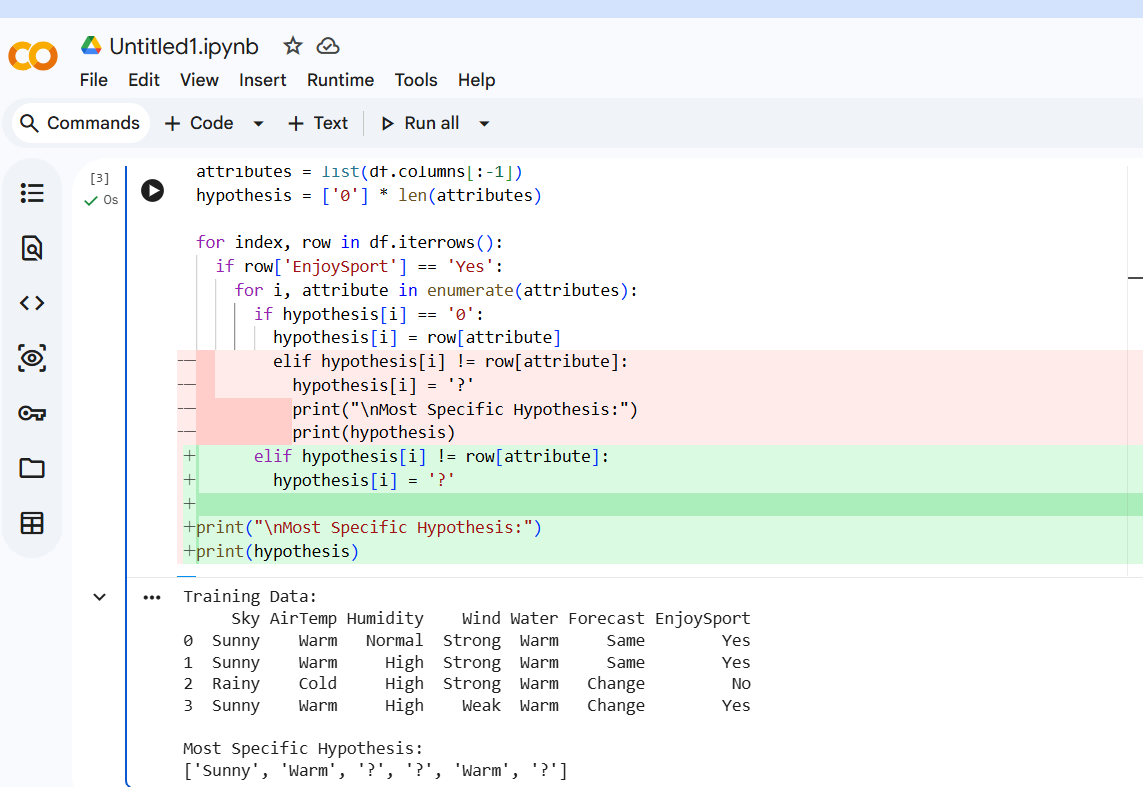 Untitled1.ipynb
File Edit View Insert Runtime Tools Help
Commands + Code + Text Run all
[3]
0s
attributes = list(df.columns[:-1])
hypothesis = ['0'] * len(attributes)
for index, row in df.iterrows():
  if row['EnjoySport'] == 'Yes':
    for i, attribute in enumerate(attributes):
      if hypothesis[i] == '0':
        hypothesis[i] = row[attribute]
-        elif hypothesis[i] != row[attribute]:
-          hypothesis[i] = '?'
-          print("\nMost Specific Hypothesis:")
-          print(hypothesis)
+      elif hypothesis[i] != row[attribute]:
+        hypothesis[i] = '?'
+
+print("\nMost Specific Hypothesis:")
+print(hypothesis)
Training Data:
     Sky AirTemp Humidity    Wind Water Forecast EnjoySport
0  Sunny    Warm   Normal  Strong  Warm     Same        Yes
1  Sunny    Warm     High  Strong  Warm     Same        Yes
2  Rainy    Cold     High  Strong  Warm   Change         No
3  Sunny    Warm     High    Weak  Warm   Change        Yes
Most Specific Hypothesis:
['Sunny', 'Warm', '?', '?', 'Warm', '?']